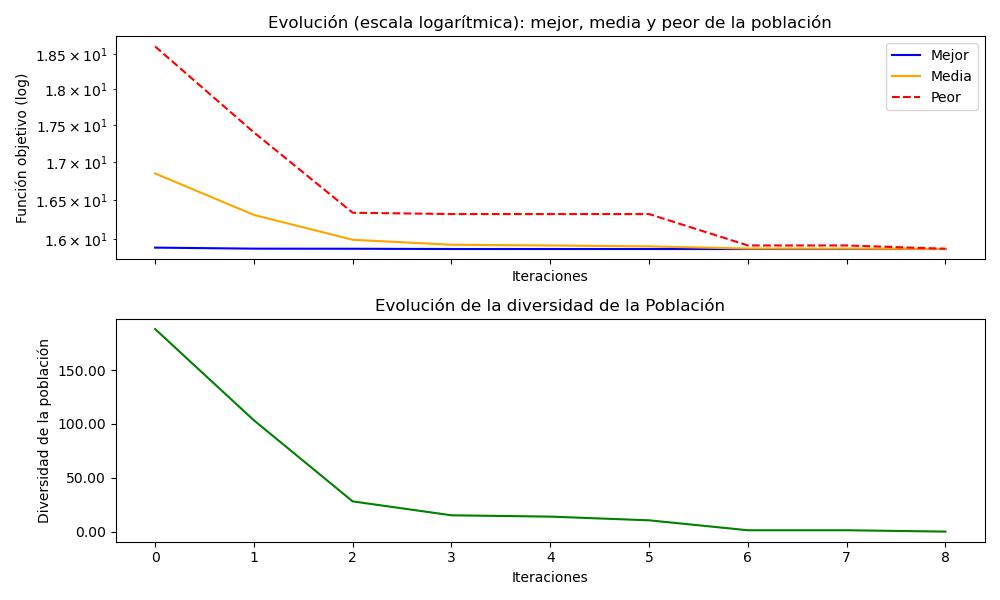 Evolución (escala logarítmica): mejor, media y peor de la población
Función objetivo (log)
1.85 × 10¹
1.8 × 10¹
1.75 × 10¹
1.7 × 10¹
1.65 × 10¹
1.6 × 10¹
Mejor
Media
Peor
Iteraciones
Evolución de la diversidad de la Población
Diversidad de la población
150.00
100.00
50.00
0.00
0 1 2 3 4 5 6 7 8
Iteraciones